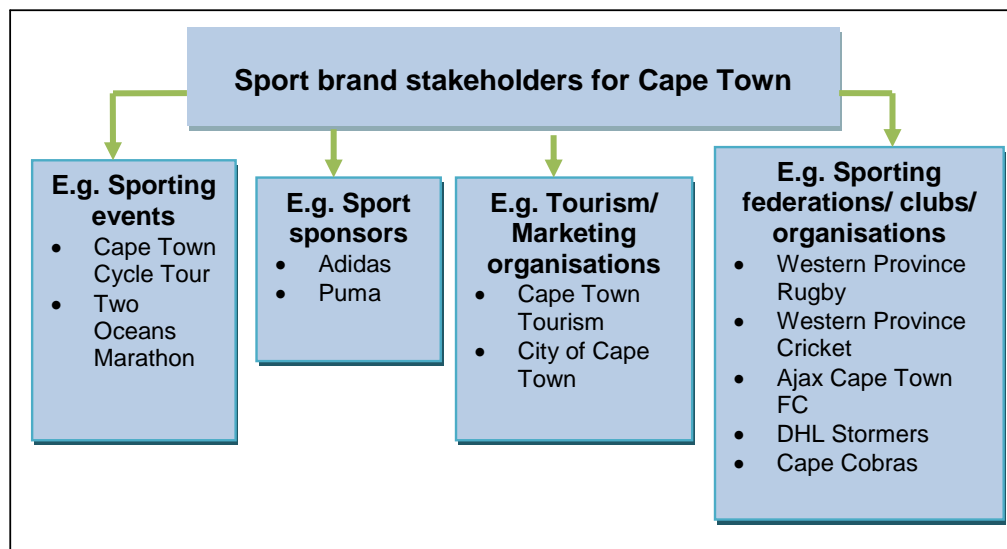 Sport brand stakeholders for Cape Town
E.g. Sporting
events
• Cape Town
Cycle Tour
• Two
Oceans
Marathon
E.g. Sport
sponsors
• Adidas
• Puma
E.g. Tourism/
Marketing
organisations
• Cape Town
Tourism
• City of Cape
Town
E.g. Sporting
federations/ clubs/
organisations
• Western Province
Rugby
• Western Province
Cricket
• Ajax Cape Town
FC
• DHL Stormers
• Cape Cobras